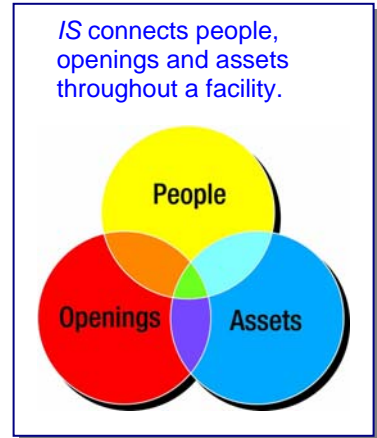 IS connects people,
openings and assets
throughout a facility.
People
Openings
Assets